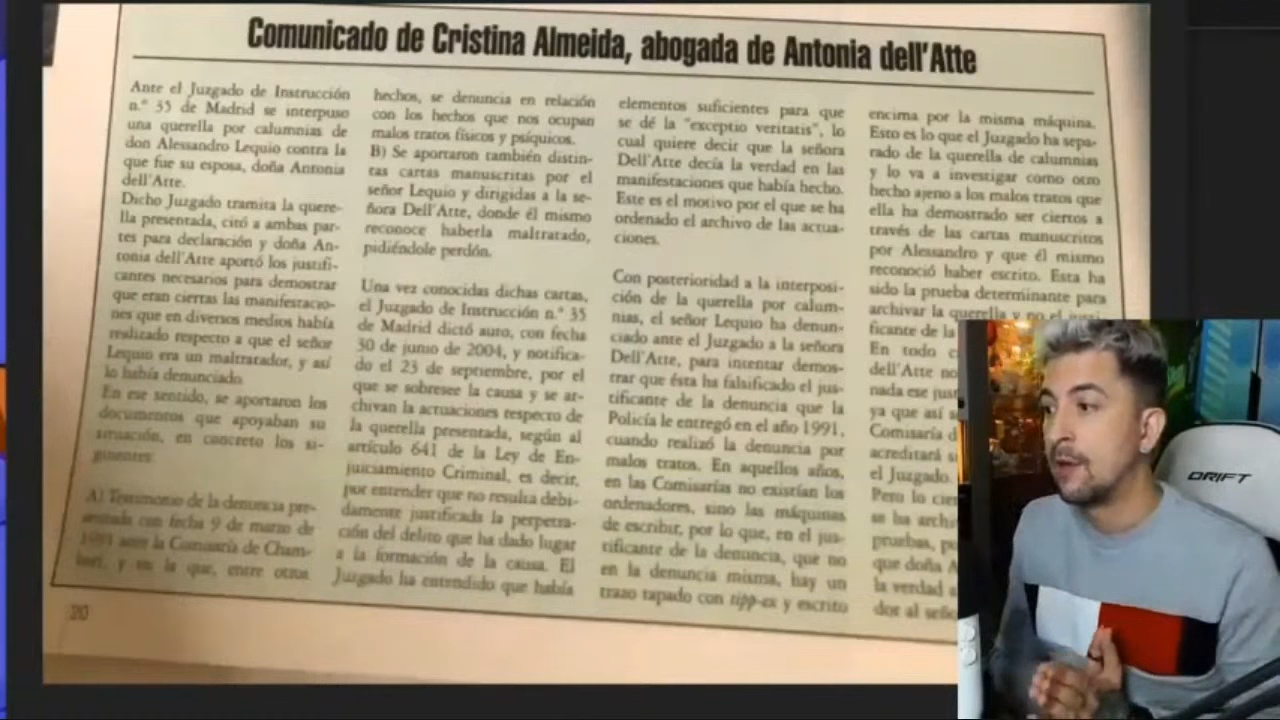 Comunicado de Cristina Almeida, abogada de Antonia dell'Atte
Ante el Juzgado de Instrucción
n.º 35 de Madrid se interpuso
una querella por calumnias de
don Alessandro Lequio contra la
que fue su esposa, doña Antonia
dell'Atte.
Dicho Juzgado tramita la quere-
lla presentada, citó a ambas par-
tes para declaración y doña An-
tonia dell'Atte aportó los justifi-
cantes necesarios para demostrar
que eran ciertas las manifestacio-
nes que en diversos medios había
realizado respecto a que el señor
Lequio era un maltratador, y así
lo había denunciado.
En ese sentido, se aportaron los
documentos que apoyaban su
situación, en concreto los si-
guientes:
A) Testimonio de la denuncia pre-
sentada con fecha 9 de marzo de
1991 ante la Comisaría de Cham-
berí, y en la que, entre otros
hechos, se denuncia en relación
con los hechos que nos ocupan
malos tratos físicos y psíquicos.
B) Se aportaron también distin-
tas cartas manuscritas por el
señor Lequio y dirigidas a la se-
ñora Dell'Atte, donde él mismo
reconoce haberla maltratado,
pidiéndole perdón.
Una vez conocidas dichas cartas,
el Juzgado de Instrucción n.º 35
de Madrid dictó auto, con fecha
30 de junio de 2004, y notifica-
do el 23 de septiembre, por el
que se sobresee la causa y se ar-
chivan la actuaciones respecto de
la querella presentada, según al
artículo 641 de la Ley de En-
juiciamiento Criminal, es decir,
por entender que no resulta debi-
damente justificada la perpetra-
ción del delito que ha dado lugar
a la formación de la causa. El
Juzgado ha entendido que había
elementos suficientes para que
se dé la "exceptio veritatis", lo
cual quiere decir que la señora
Dell'Atte decía la verdad en las
manifestaciones que había hecho.
Este es el motivo por el que se ha
ordenado el archivo de las actua-
ciones.
Con posterioridad a la interposi-
ción de la querella por calum-
nias, el señor Lequio ha denun-
ciado ante el Juzgado a la señora
Dell'Atte, para intentar demos-
trar que ésta ha falsificado el jus-
tificante de la denuncia que la
Policía le entregó en el año 1991,
cuando realizó la denuncia por
malos tratos. En aquellos años,
en las Comisarías no existían los
ordenadores, sino las máquinas
de escribir, por lo que, en el jus-
tificante de la denuncia, que no
en la denuncia misma, hay un
trazo tapado con tipp-ex y escrito
encima por la misma máquina.
Esto es lo que el Juzgado ha sepa-
rado de la querella de calumnias
y lo va a investigar como otro
hecho ajeno a los malos tratos que
ella ha demostrado ser ciertos a
través de las cartas manuscritos
por Alessandro y que él mismo
reconoció haber escrito. Esta ha
sido la prueba determinante para
archivar la querella y no el justi-
ficante de la
En todo c
dell'Atte no
nada ese just
ya que así s
Comisaría d
acreditará s
el Juzgado.
Pero lo cier
se ha archi
pruebas, po
que doña A
la verdad a
dor al seño
20
DRIFT